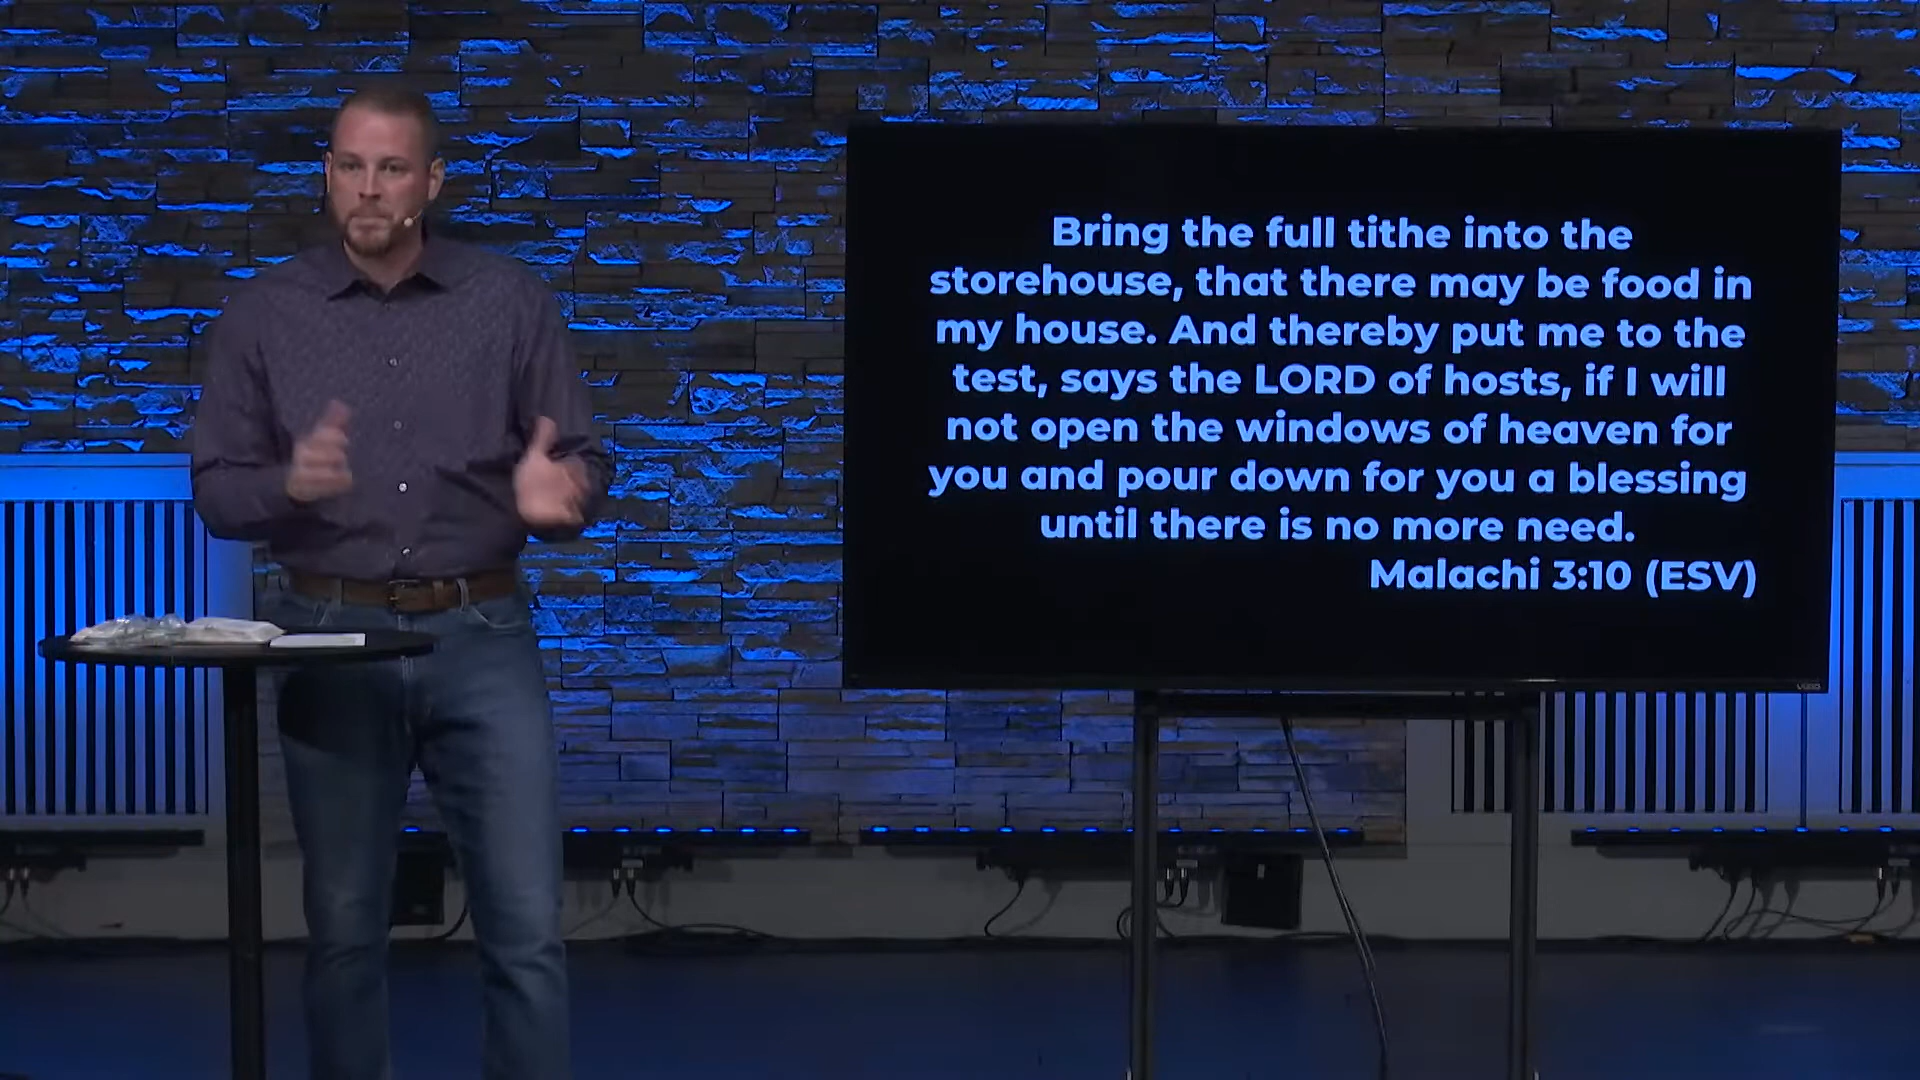 Bring the full tithe into the
storehouse, that there may be food in
my house. And thereby put me to the
test, says the LORD of hosts, if I will
not open the windows of heaven for
you and pour down for you a blessing
until there is no more need.
Malachi 3:10 (ESV)
VIZIO